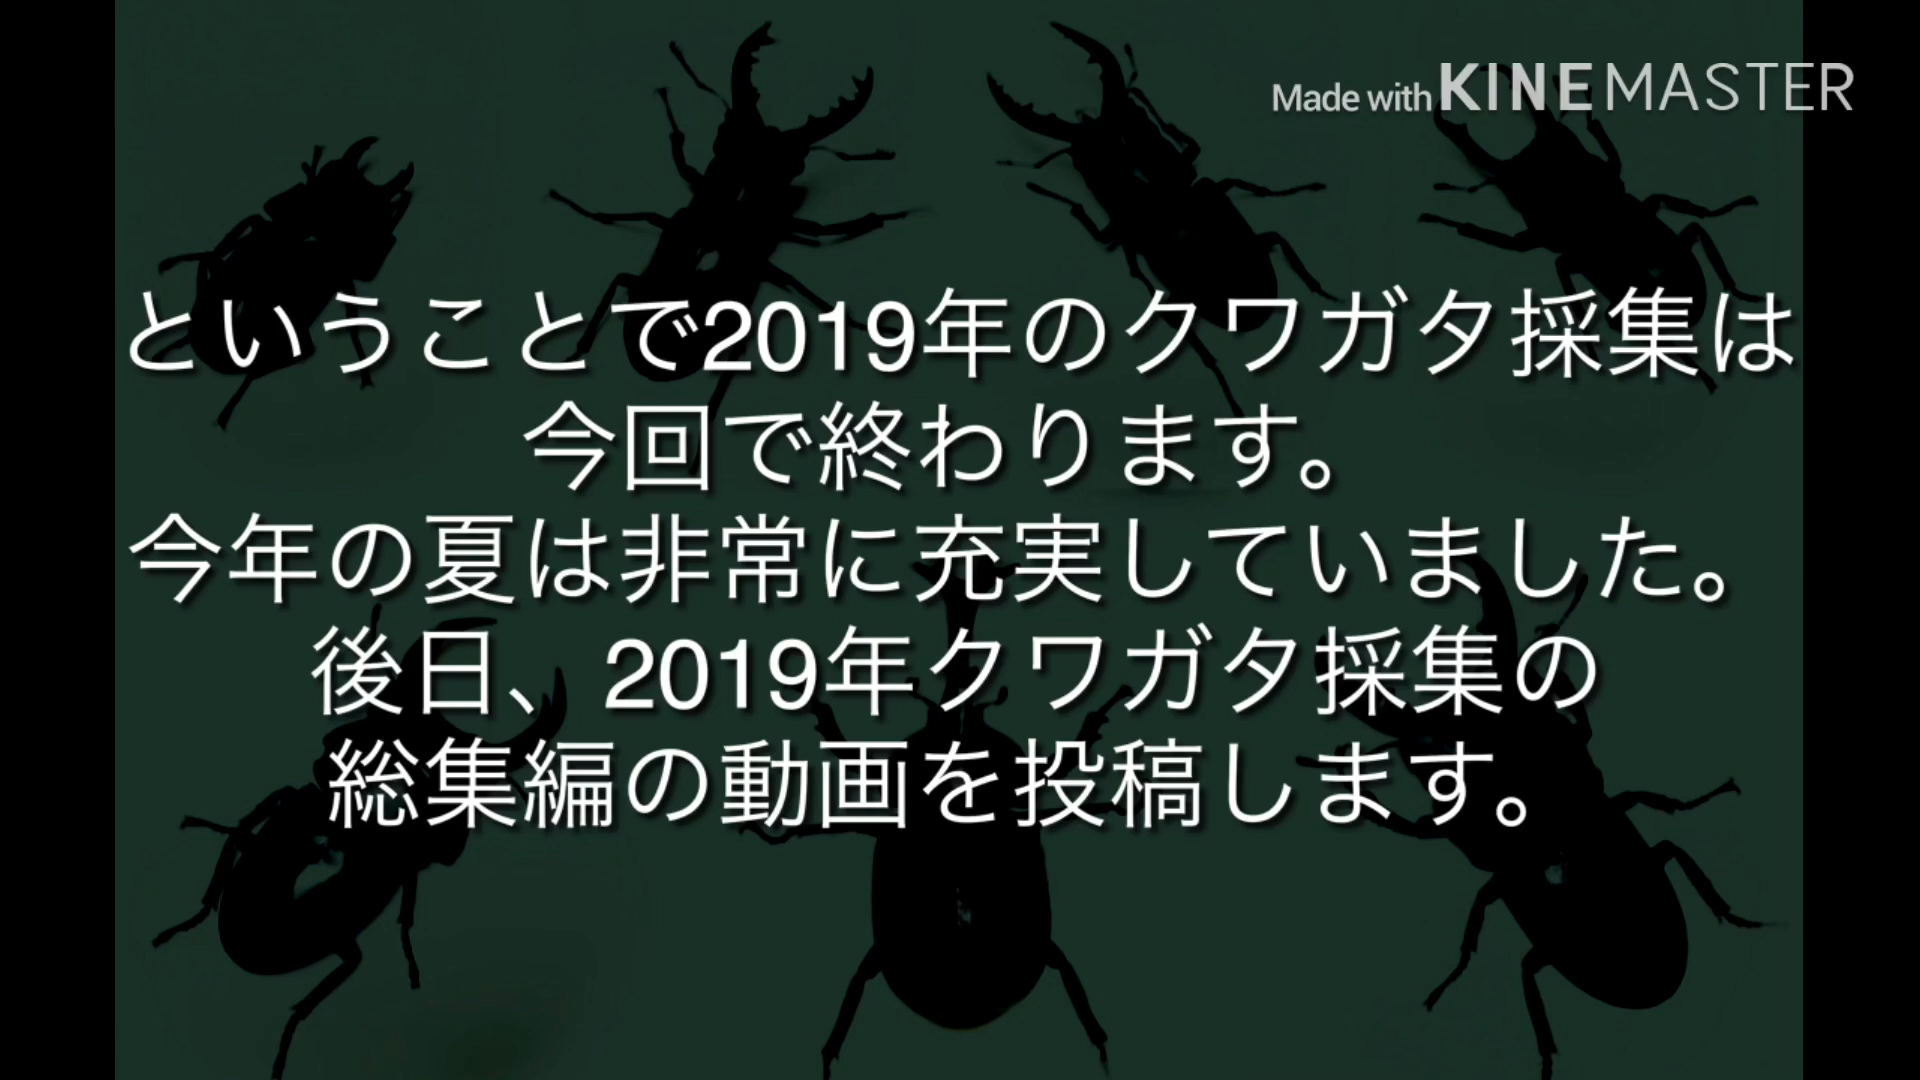 Made with KINEMASTER
ということで2019年のクワガタ採集は
今回で終わります。
今年の夏は非常に充実していました。
後日、2019年クワガタ採集の
総集編の動画を投稿します。